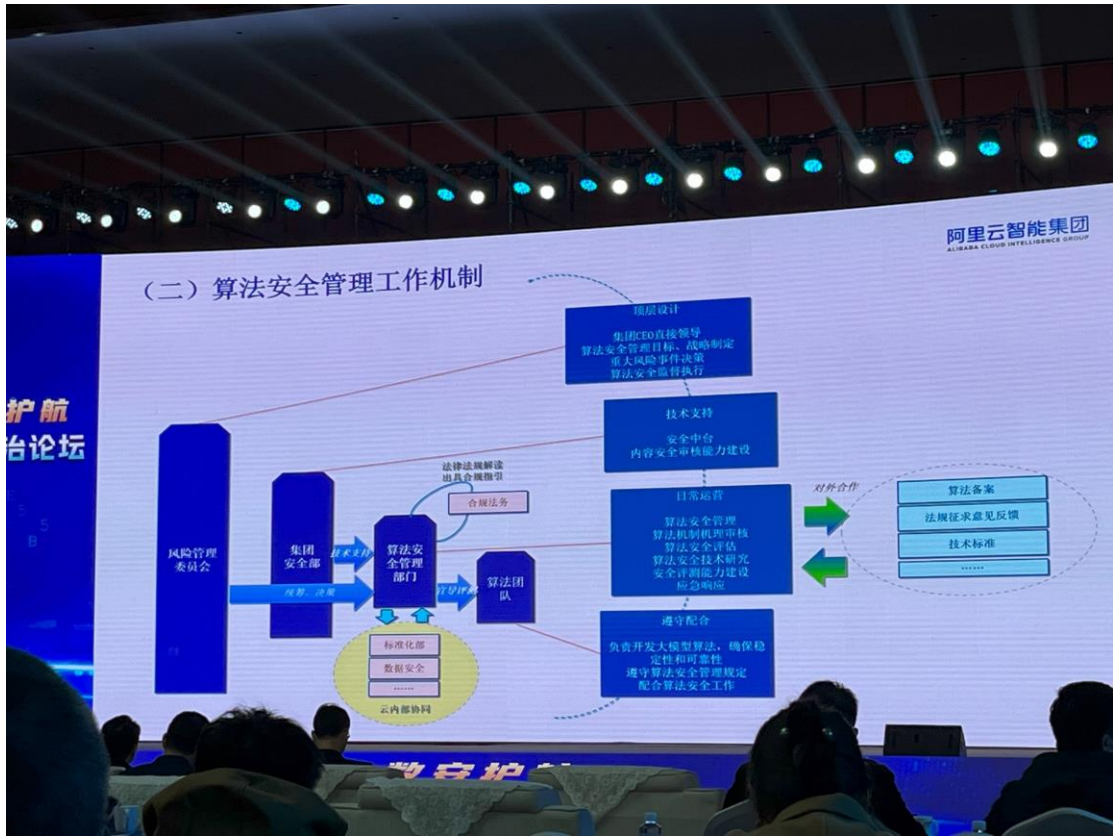 阿里云智能集团
ALIBABA CLOUD INTELLIGENCE GROUP
（二）算法安全管理工作机制
护航
治论坛
顶层设计
集团CEO直接领导
算法安全管理目标、战略制定
重大风险事件决策
算法安全监督执行
技术支持
安全中台
内容安全审核能力建设
日常运营
算法安全管理
算法机制机理审核
算法安全评估
算法安全技术研究
安全评测能力建设
应急响应
遵守配合
负责开发大模型算法，确保稳
定性和可靠性
遵守算法安全管理规定
配合算法安全工作
风险管理
委员会
集团
安全部
技术支持
统筹、决策
法律法规解读
出具合规指引
合规法务
算法安
全管理
部门
宣导
算法团
队
标准化部
数据安全
……
云内部协同
对外合作
算法备案
法规征求意见反馈
技术标准
……
数安护航